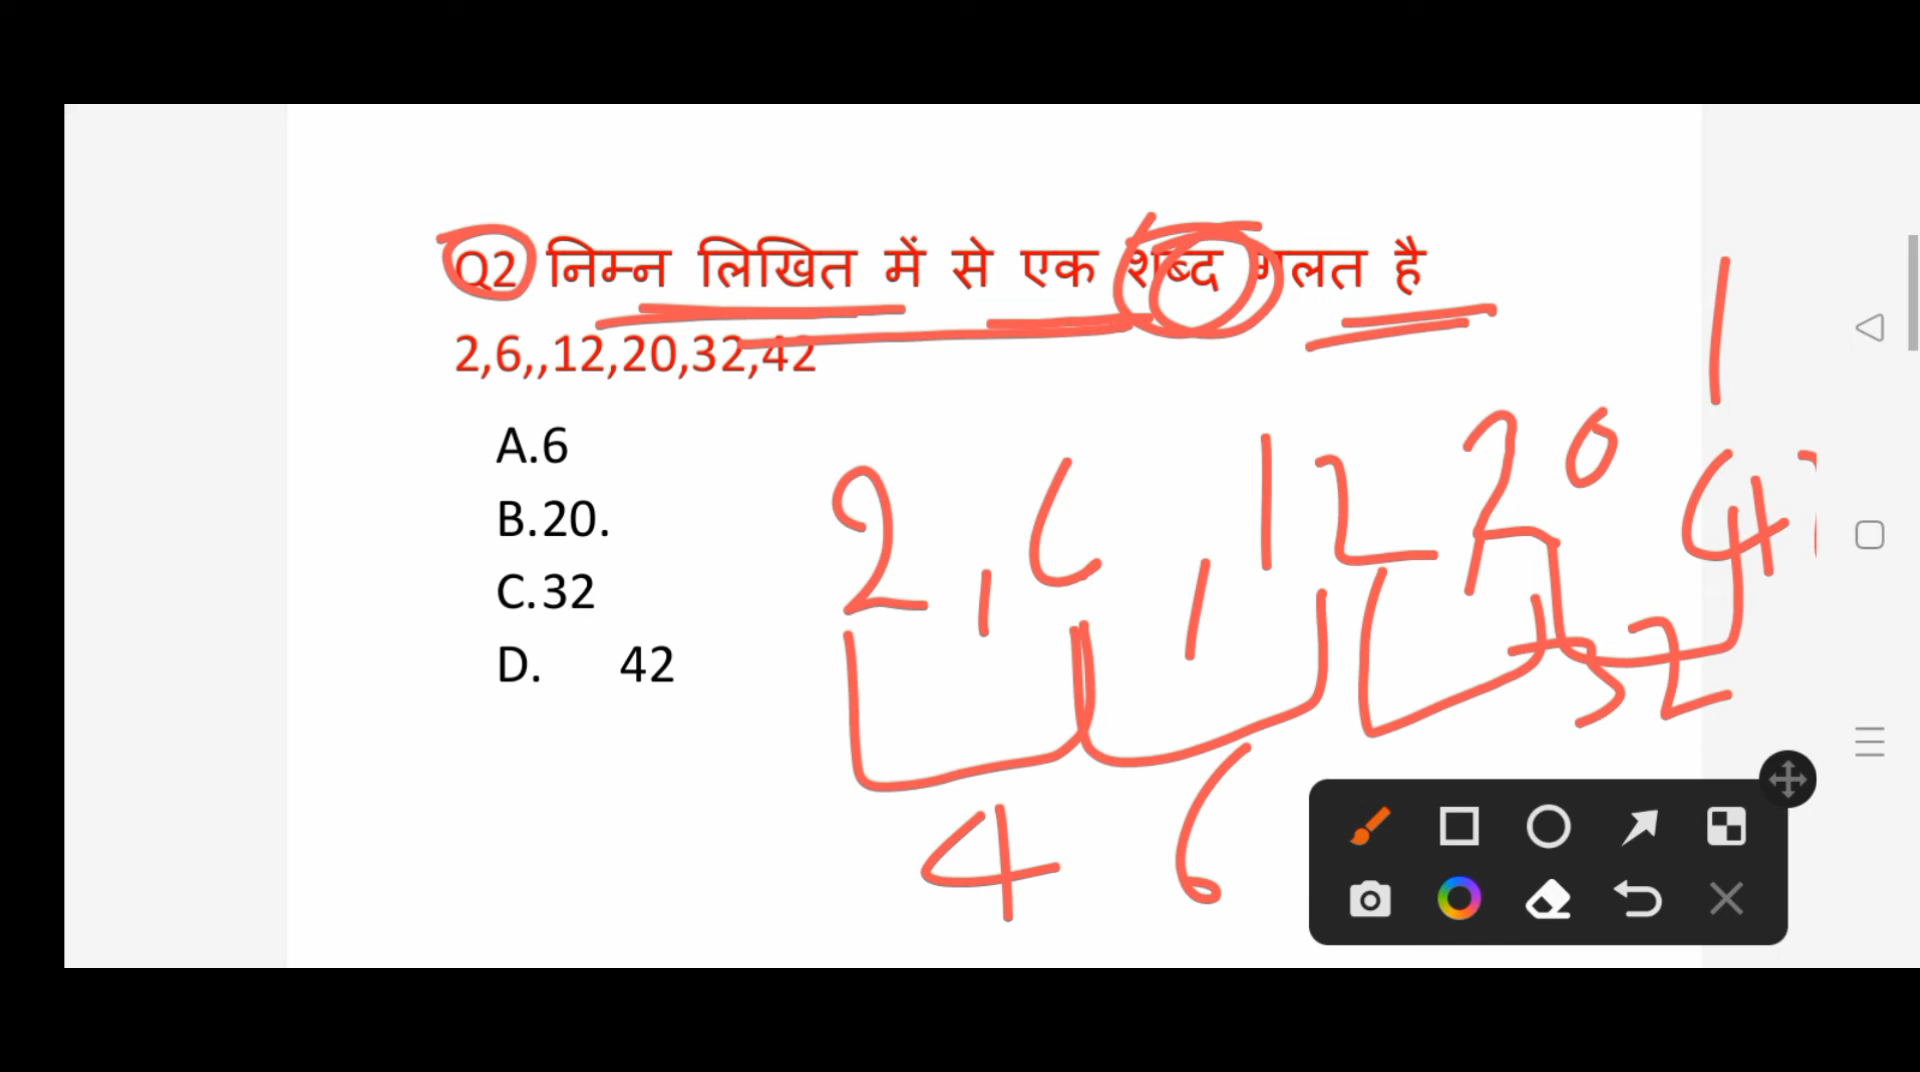 Q2 निम्न लिखित में से एक शब्द गलत है
2,6,,12,20,32,42
A.6
B.20.
C.32
D. 42
2, 6, 12 20 42
32
4 6